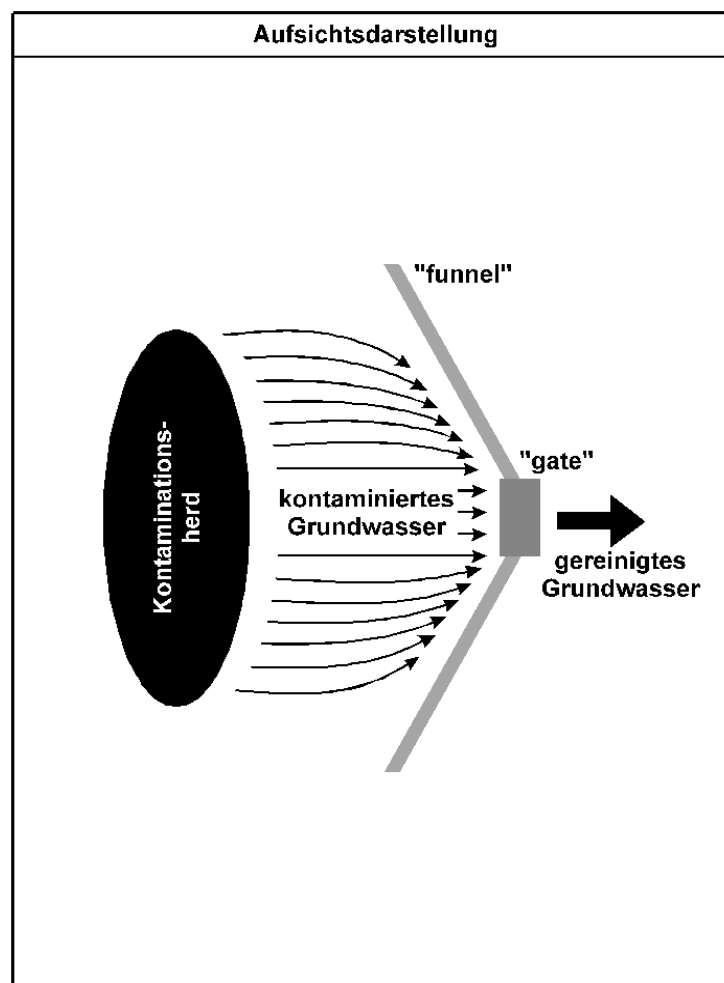 Aufsichtsdarstellung
"funnel"
Kontaminations-
herd
"gate"
kontaminiertes
Grundwasser
gereinigtes
Grundwasser